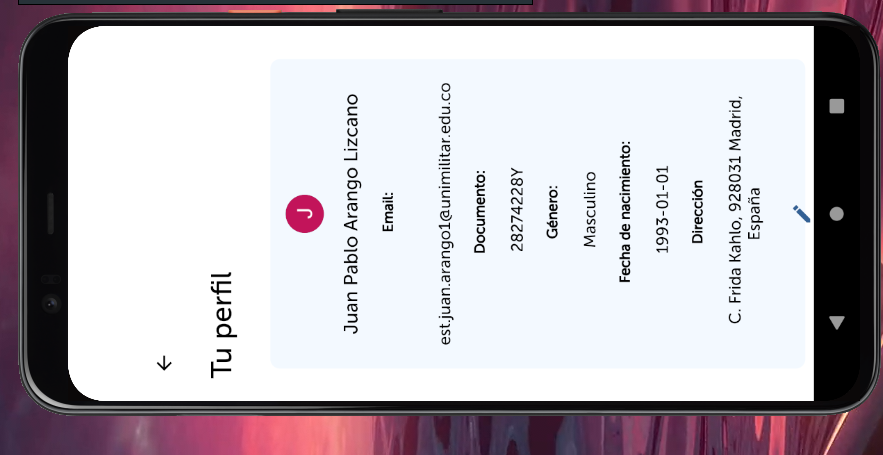 Tu perfil
J
Juan Pablo Arango Lizcano
Email:
est.juan.arango1@unimilitar.edu.co
Documento:
28274228Y
Género:
Masculino
Fecha de nacimiento:
1993-01-01
Dirección
C. Frida Kahlo, 928031 Madrid,
España